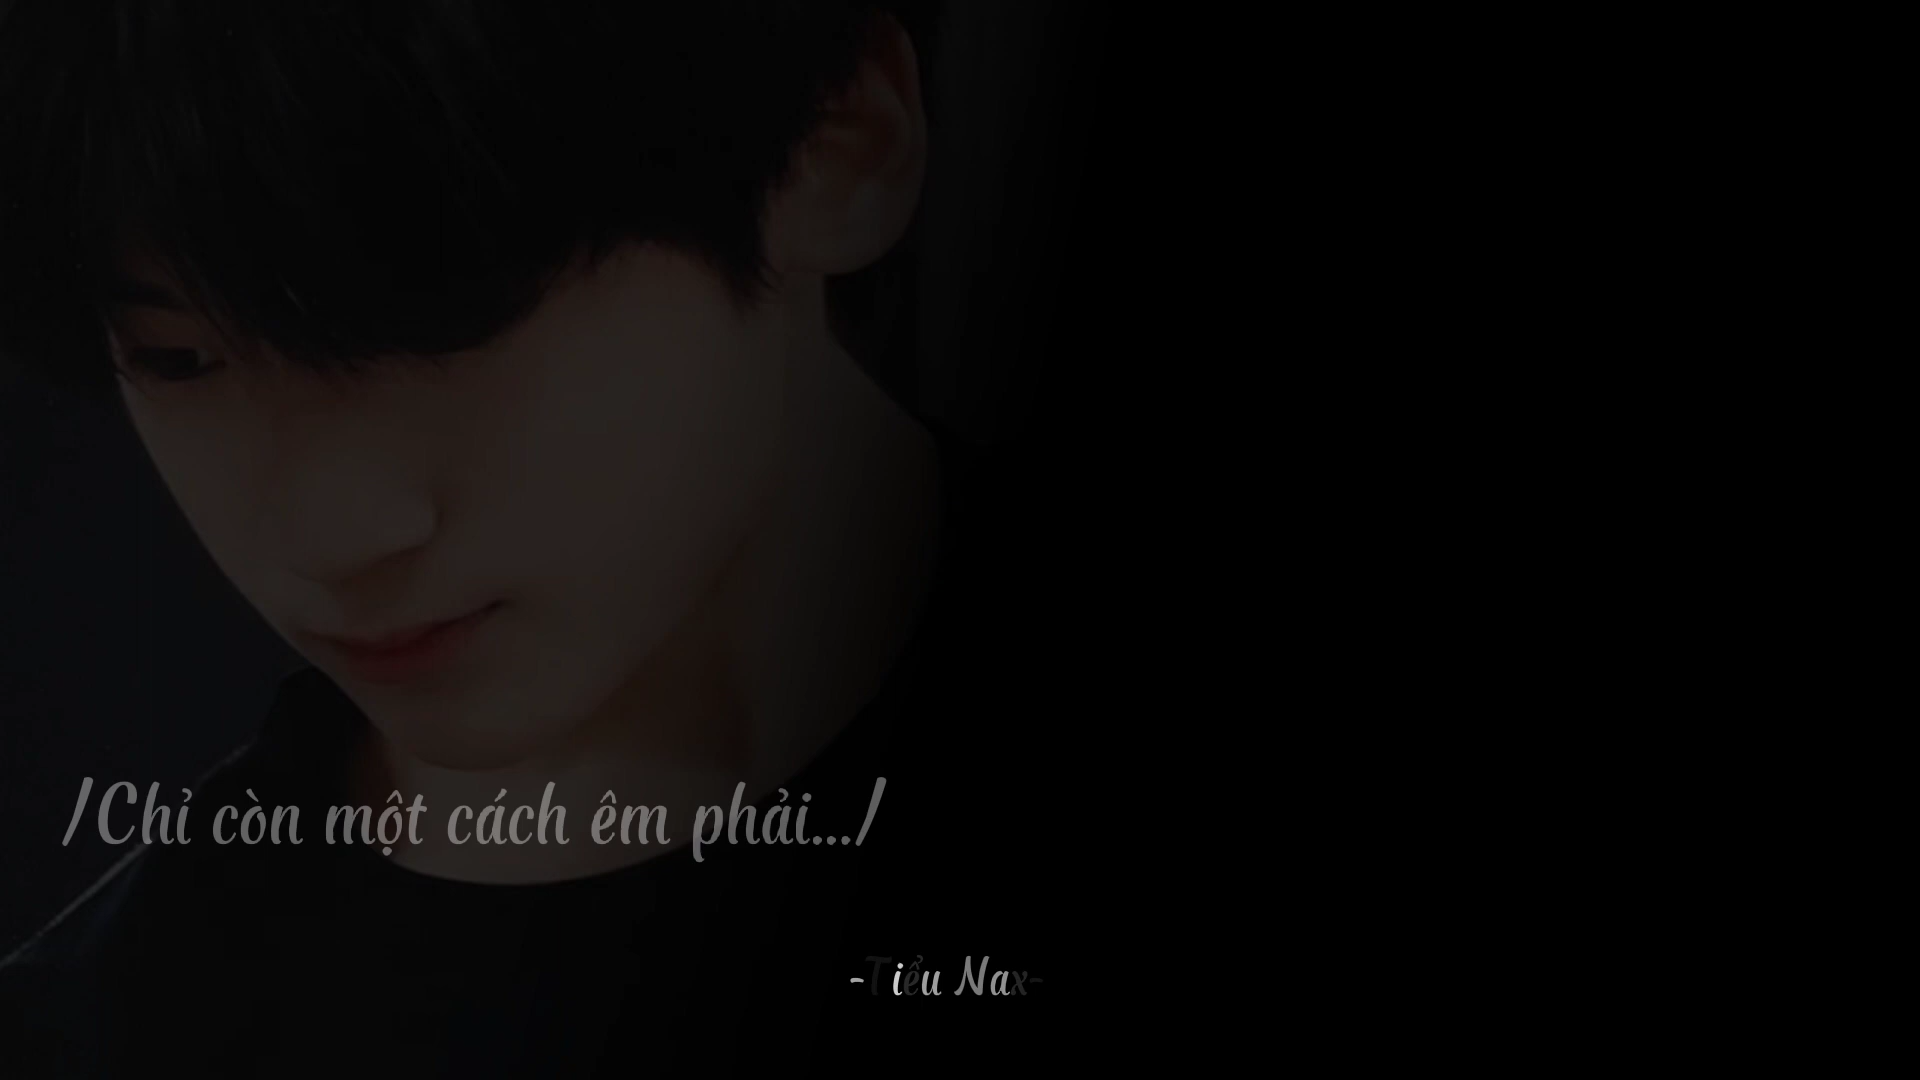 /Chỉ còn một cách êm phải.../
-Tiểu Nax-